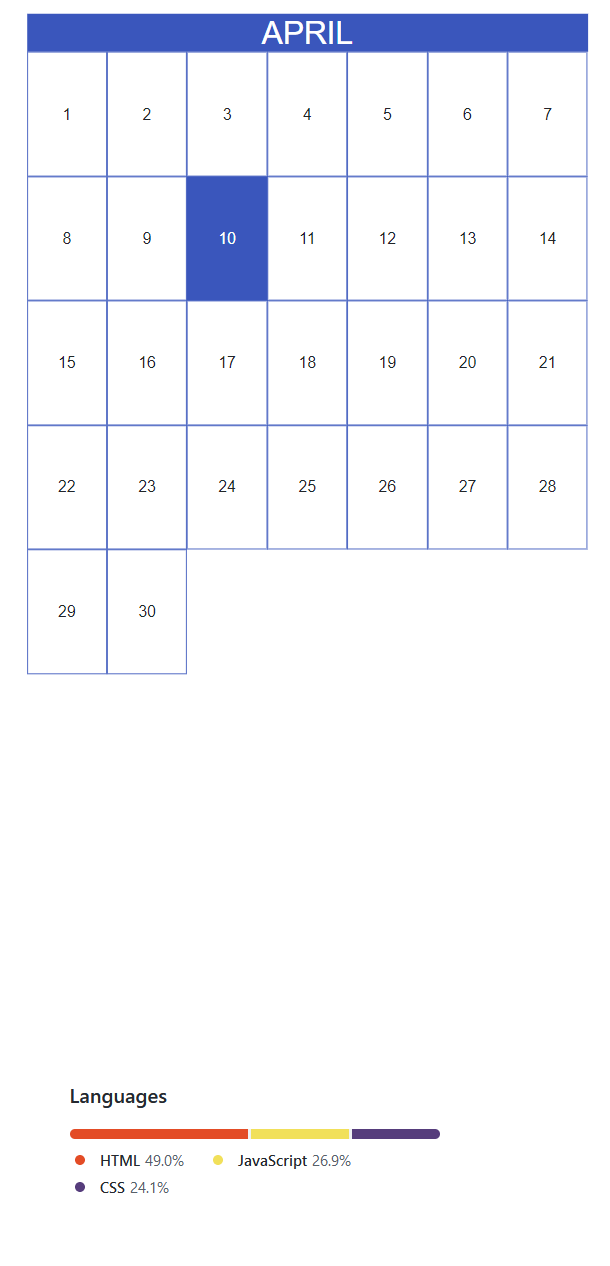 APRIL
1 2 3 4 5 6 7
8 9 10 11 12 13 14
15 16 17 18 19 20 21
22 23 24 25 26 27 28
29 30
Languages
HTML 49.0% JavaScript 26.9%
CSS 24.1%